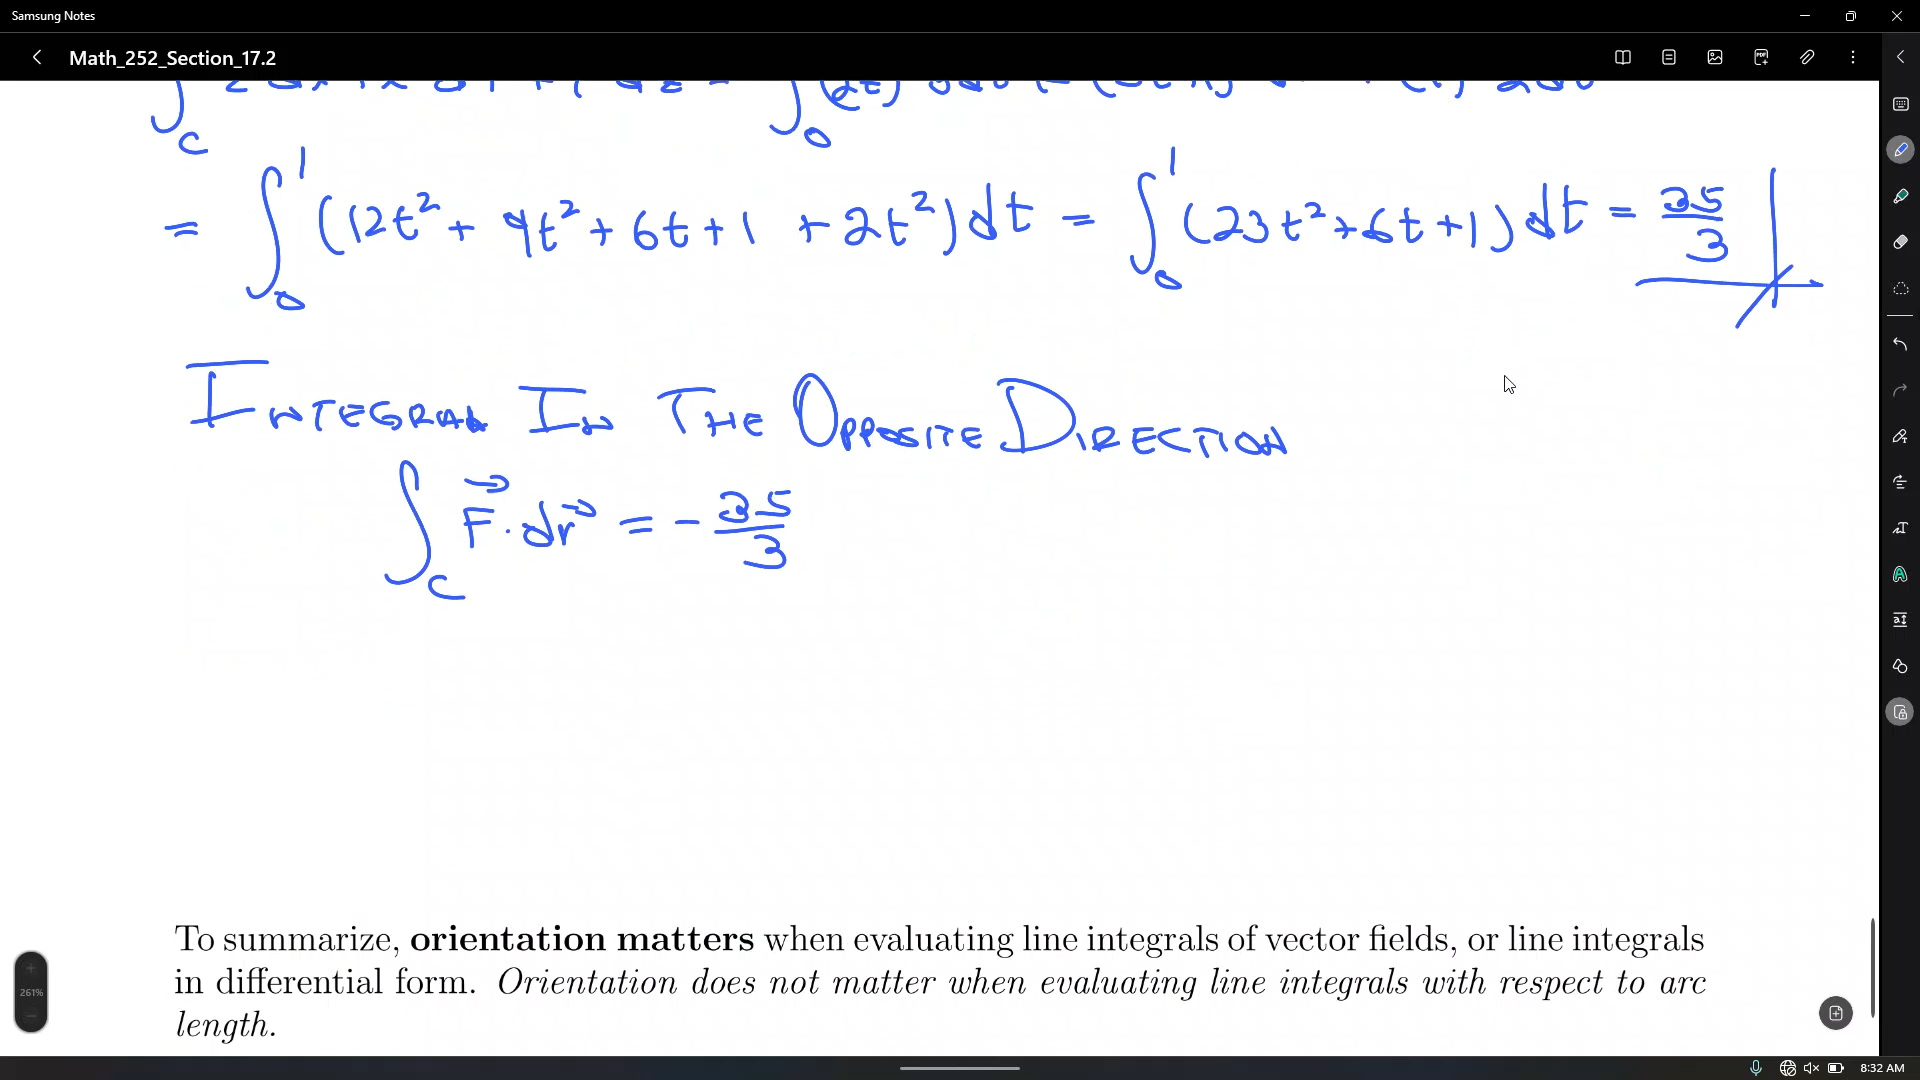 Samsung Notes
Math_252_Section_17.2
= ∫₀¹ (12t² + 9t² + 6t + 1 + 2t²) dt = ∫₀¹ (23t² + 6t + 1) dt = 35/3
INTEGRAL IN THE OPPOSITE DIRECTION
∫_C F⃗ · dr⃗ = - 35/3
To summarize, orientation matters when evaluating line integrals of vector fields, or line integrals
in differential form. Orientation does not matter when evaluating line integrals with respect to arc
length.
261%
8:32 AM